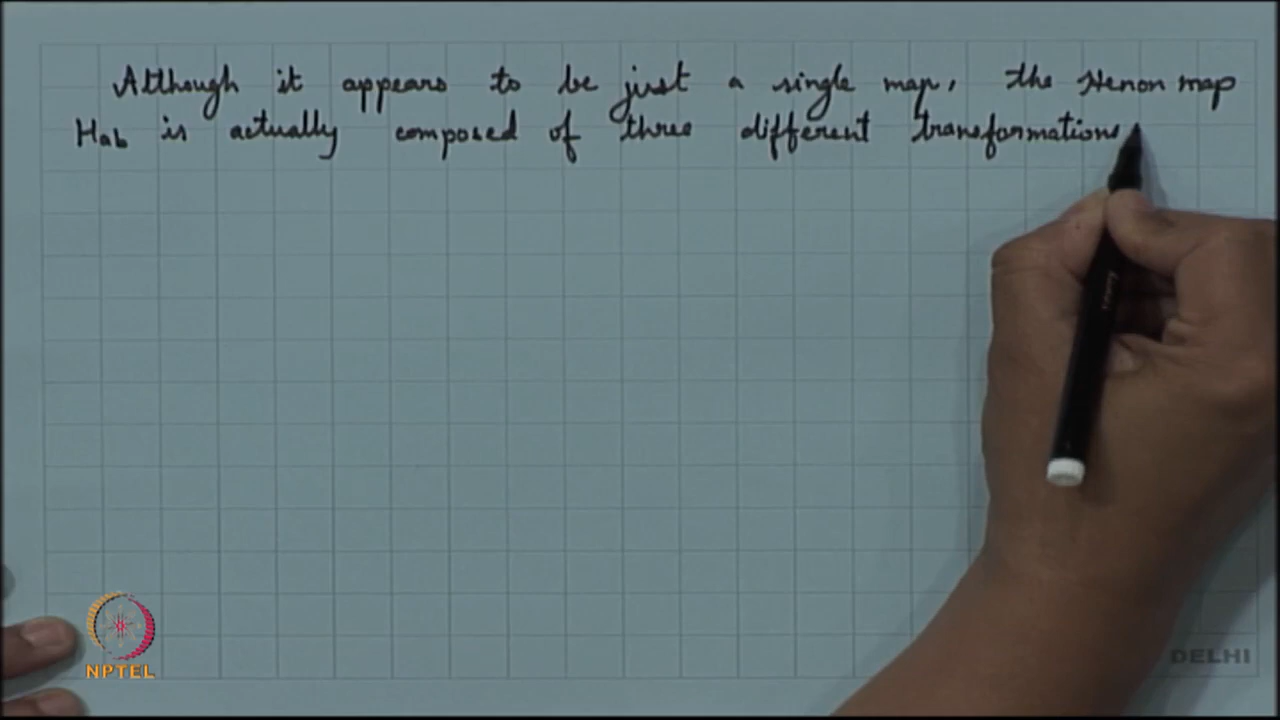 Although it appears to be just a single map, the Henon map
Hab is actually composed of three different transformations
NPTEL
DELHI